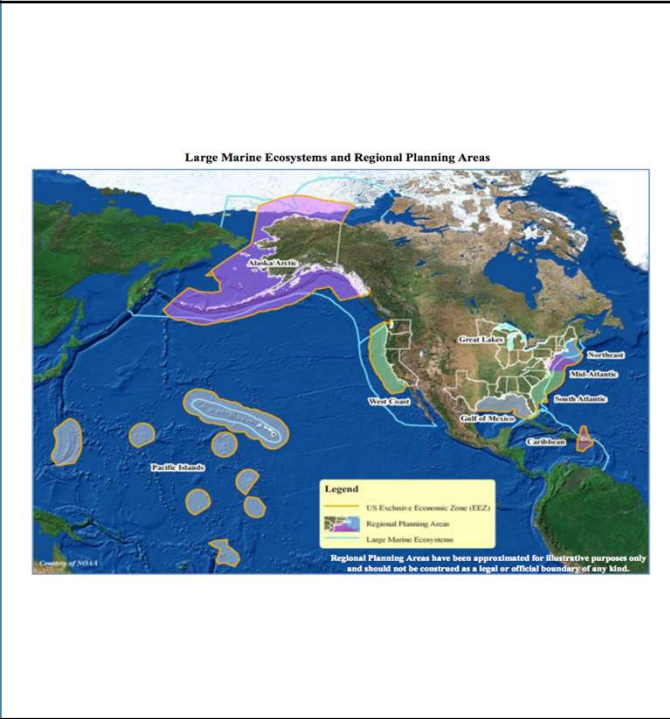 Large Marine Ecosystems and Regional Planning Areas
Alaska/Arctic
Great Lakes
Northeast
Mid-Atlantic
West Coast
South Atlantic
Gulf of Mexico
Caribbean
Pacific Islands
Legend
US Exclusive Economic Zone (EEZ)
Regional Planning Areas
Large Marine Ecosystems
Regional Planning Areas have been approximated for illustrative purposes only
and should not be construed as a legal or official boundary of any kind.
Courtesy of NOAA